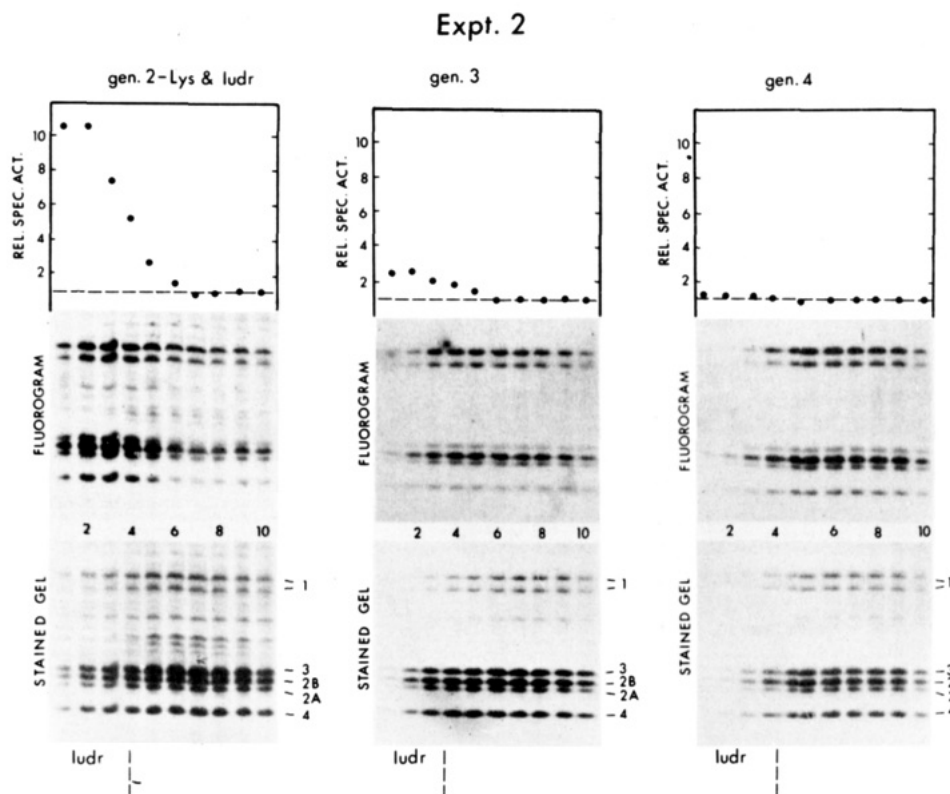 Expt. 2
gen. 2-Lys & Iudr
gen. 3
gen. 4
REL. SPEC. ACT.
10
8
6
4
2
REL. SPEC. ACT.
10
8
6
4
2
REL. SPEC. ACT.
10
8
6
4
2
FLUOROGRAM
FLUOROGRAM
FLUOROGRAM
2 4 6 8 10
2 4 6 8 10
2 4 6 8 10
STAINED GEL
1
3
2B
2A
4
STAINED GEL
1
3
2B
2A
4
STAINED GEL
Iudr
Iudr
Iudr